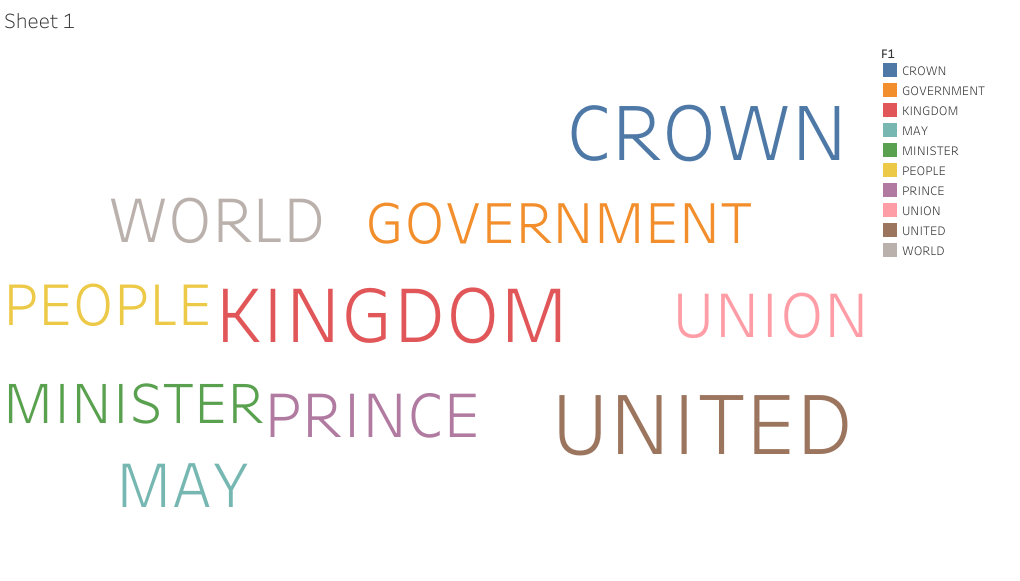 Sheet 1
CROWN
WORLD GOVERNMENT
PEOPLE KINGDOM UNION
MINISTER PRINCE UNITED
MAY
F1
CROWN
GOVERNMENT
KINGDOM
MAY
MINISTER
PEOPLE
PRINCE
UNION
UNITED
WORLD